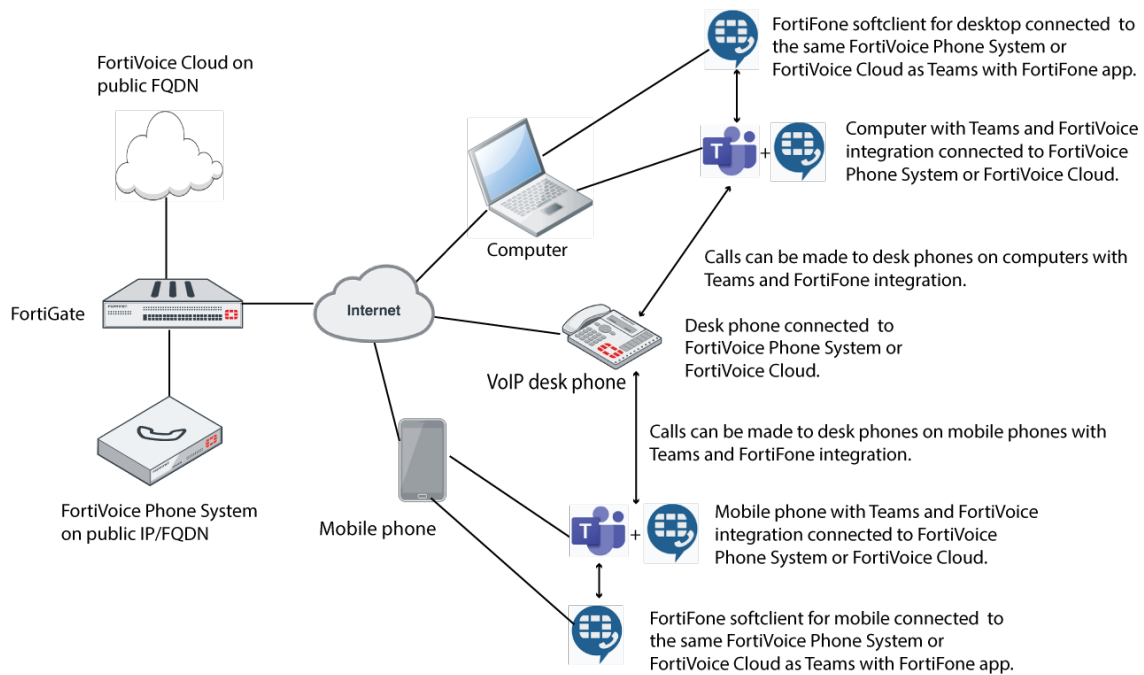 FortiFone softclient for desktop connected to
the same FortiVoice Phone System or
FortiVoice Cloud as Teams with FortiFone app.
FortiVoice Cloud on
public FQDN
T
+
Computer with Teams and FortiVoice
integration connected to FortiVoice
Phone System or FortiVoice Cloud.
Computer
Calls can be made to desk phones on computers with
Teams and FortiFone integration.
FortiGate
Internet
Desk phone connected to
FortiVoice Phone System or
FortiVoice Cloud.
VoIP desk phone
Calls can be made to desk phones on mobile phones with
Teams and FortiFone integration.
FortiVoice Phone System
on public IP/FQDN
Mobile phone
T
+
Mobile phone with Teams and FortiVoice
integration connected to FortiVoice
Phone System or FortiVoice Cloud.
FortiFone softclient for mobile connected to
the same FortiVoice Phone System or
FortiVoice Cloud as Teams with FortiFone app.